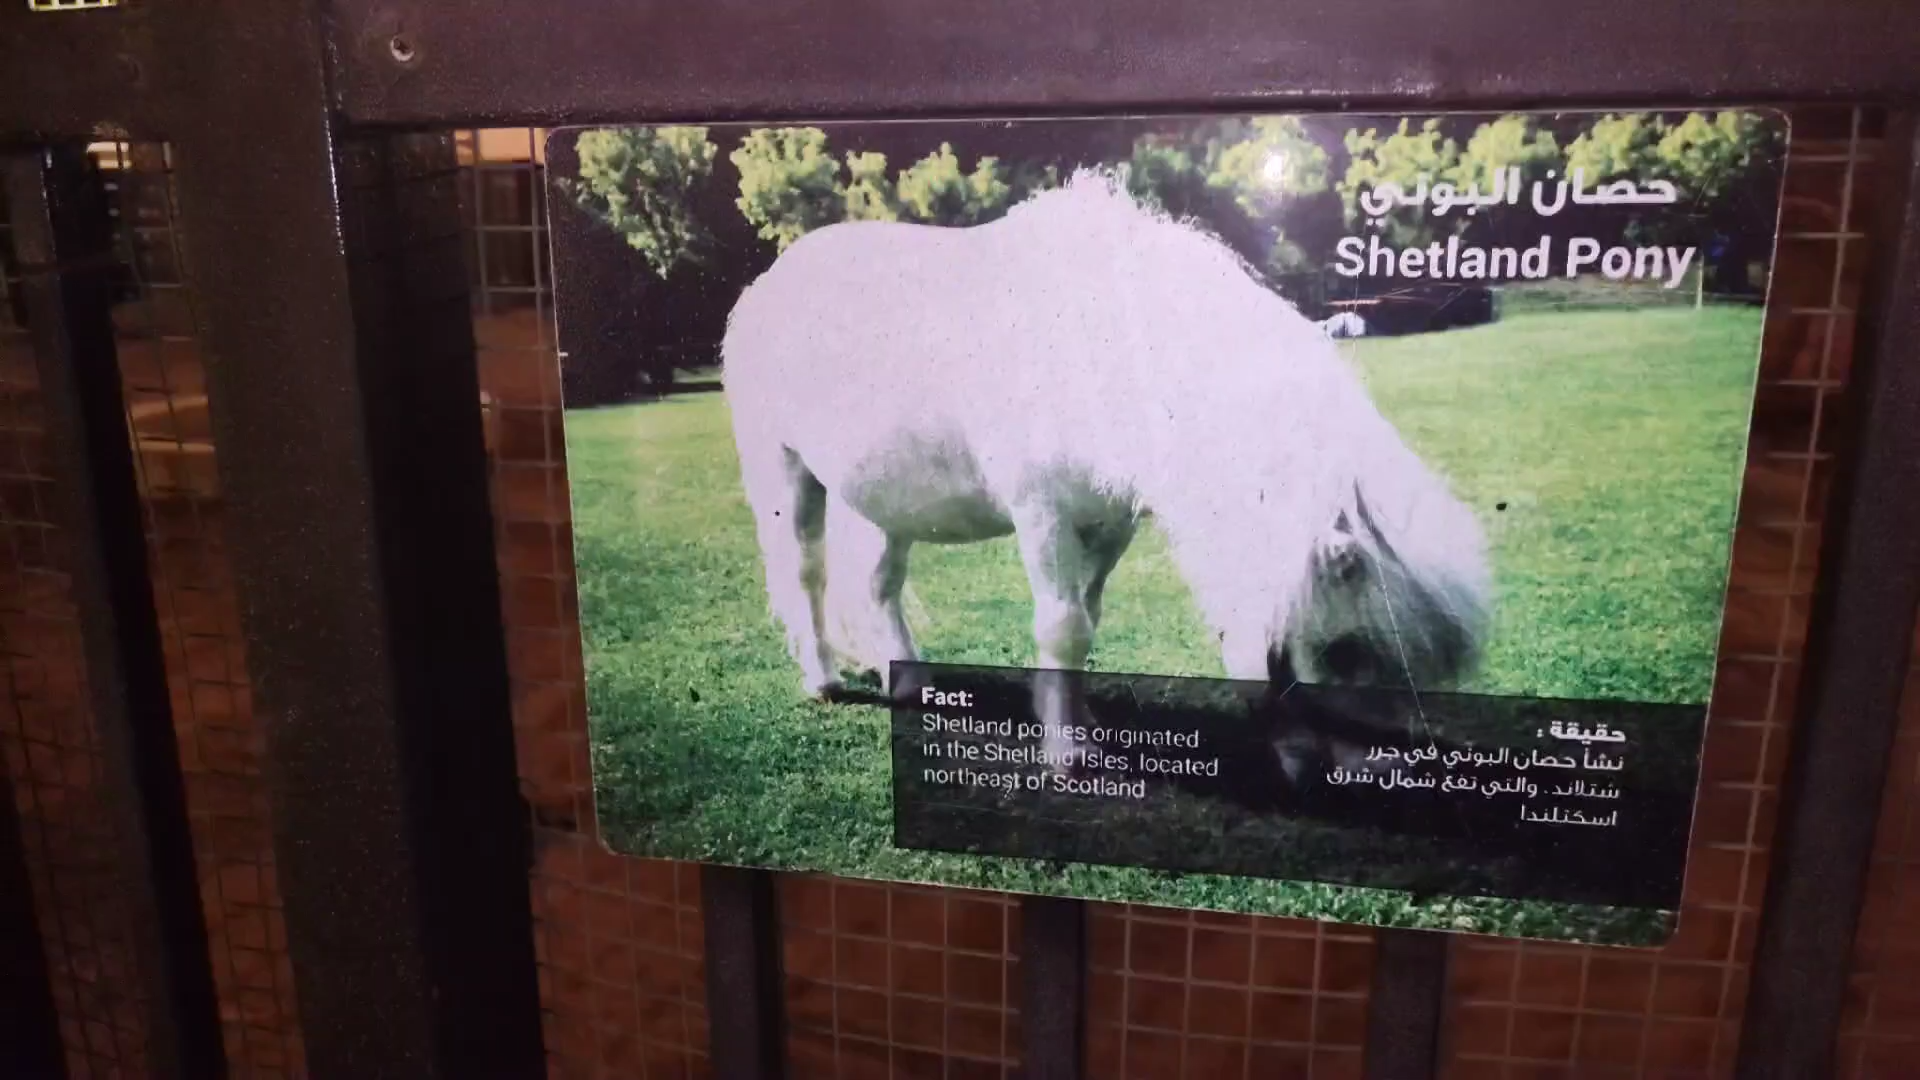 حصان البوني
Shetland Pony
Fact:
Shetland ponies originated
in the Shetland Isles, located
northeast of Scotland
حقيقة :
نشأ حصان البوني في جزر
شتلاند. والتي تقع شمال شرق
اسكتلندا